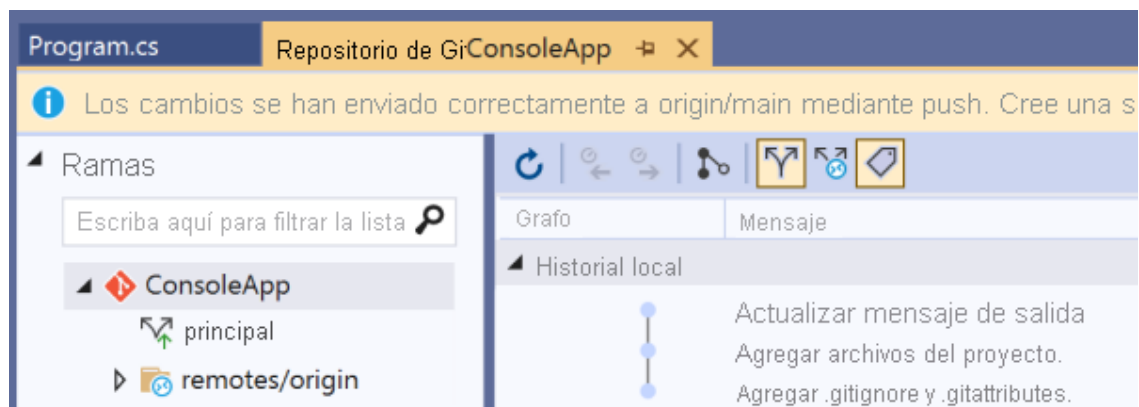 Program.cs
Repositorio de Gi ConsoleApp
Los cambios se han enviado correctamente a origin/main mediante push. Cree una s
Ramas
Escriba aquí para filtrar la lista
Grafo
Mensaje
Historial local
ConsoleApp
principal
remotes/origin
Actualizar mensaje de salida
Agregar archivos del proyecto.
Agregar .gitignore y .gitattributes.